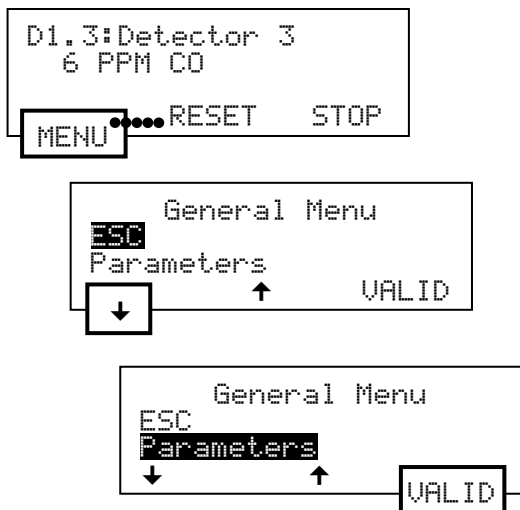 D1.3:Detector 3
6 PPM CO
MENU•••••RESET STOP
General Menu
ESC
Parameters
↓ ↑ VALID
General Menu
ESC
Parameters
↓ ↑ VALID